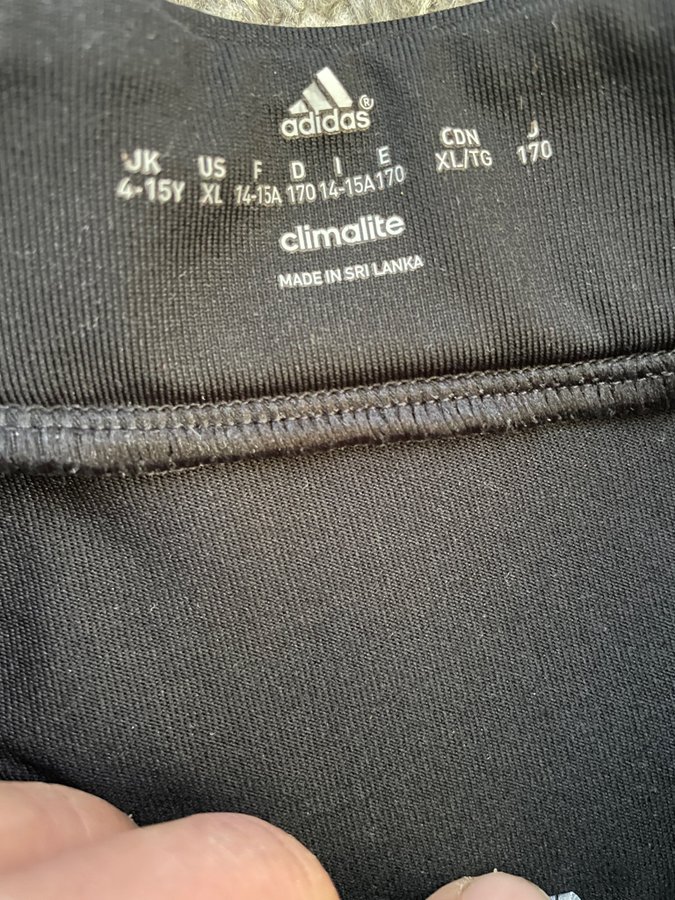 adidas®
UK US F D I E CDN J
4-15Y XL 14-15A 170 14-15A 170 XL/TG 170
climalite
MADE IN SRI LANKA